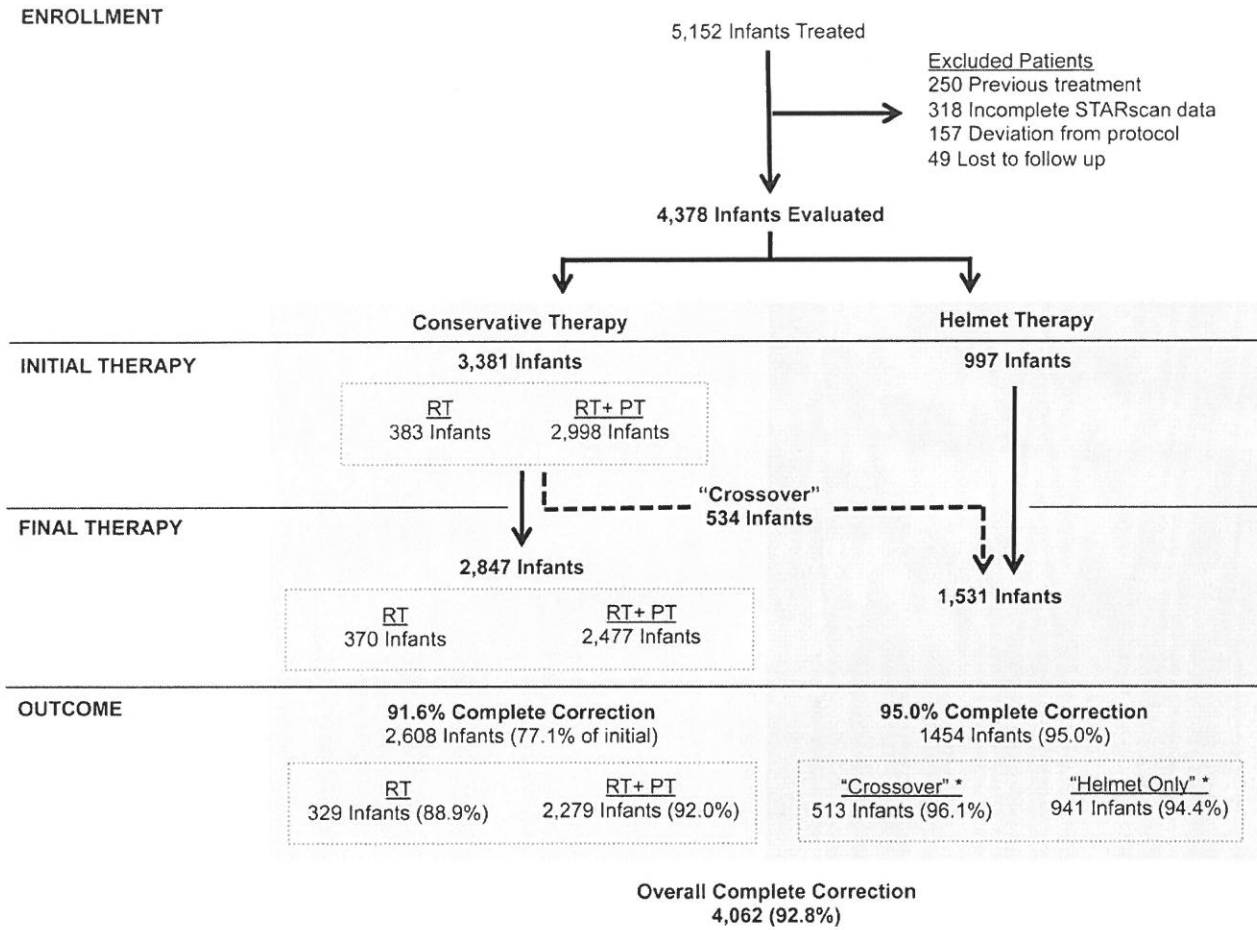 ENROLLMENT
5,152 Infants Treated
Excluded Patients
250 Previous treatment
318 Incomplete STARscan data
157 Deviation from protocol
49 Lost to follow up
4,378 Infants Evaluated
Conservative Therapy
Helmet Therapy
INITIAL THERAPY
3,381 Infants
997 Infants
RT
RT+ PT
383 Infants
2,998 Infants
"Crossover"
534 Infants
FINAL THERAPY
2,847 Infants
1,531 Infants
RT
RT+ PT
370 Infants
2,477 Infants
OUTCOME
91.6% Complete Correction
2,608 Infants (77.1% of initial)
95.0% Complete Correction
1454 Infants (95.0%)
RT
RT+ PT
329 Infants (88.9%)
2,279 Infants (92.0%)
"Crossover" *
"Helmet Only" *
513 Infants (96.1%)
941 Infants (94.4%)
Overall Complete Correction
4,062 (92.8%)